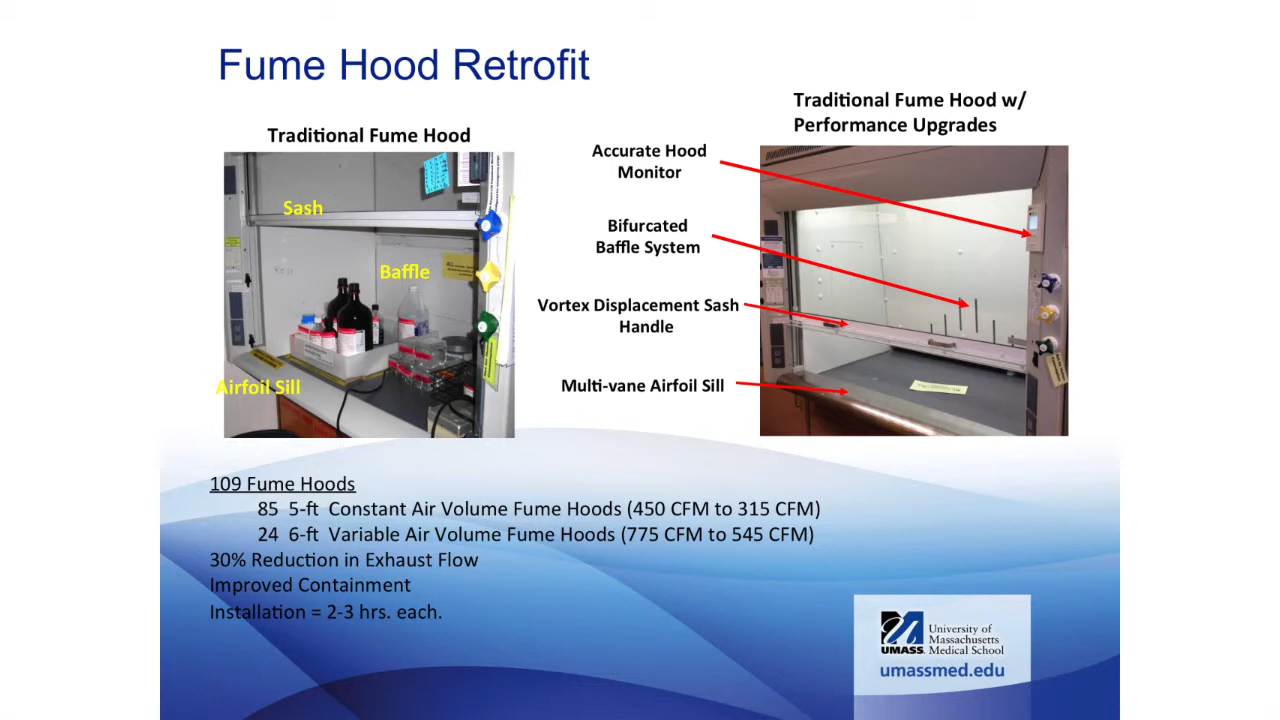 Fume Hood Retrofit
Traditional Fume Hood
Traditional Fume Hood w/
Performance Upgrades
Sash
Baffle
Airfoil Sill
Accurate Hood
Monitor
Bifurcated
Baffle System
Vortex Displacement Sash
Handle
Multi-vane Airfoil Sill
109 Fume Hoods
85 5-ft Constant Air Volume Fume Hoods (450 CFM to 315 CFM)
24 6-ft Variable Air Volume Fume Hoods (775 CFM to 545 CFM)
30% Reduction in Exhaust Flow
Improved Containment
Installation = 2-3 hrs. each.
UMASS
University of
Massachusetts
Medical School
umassmed.edu